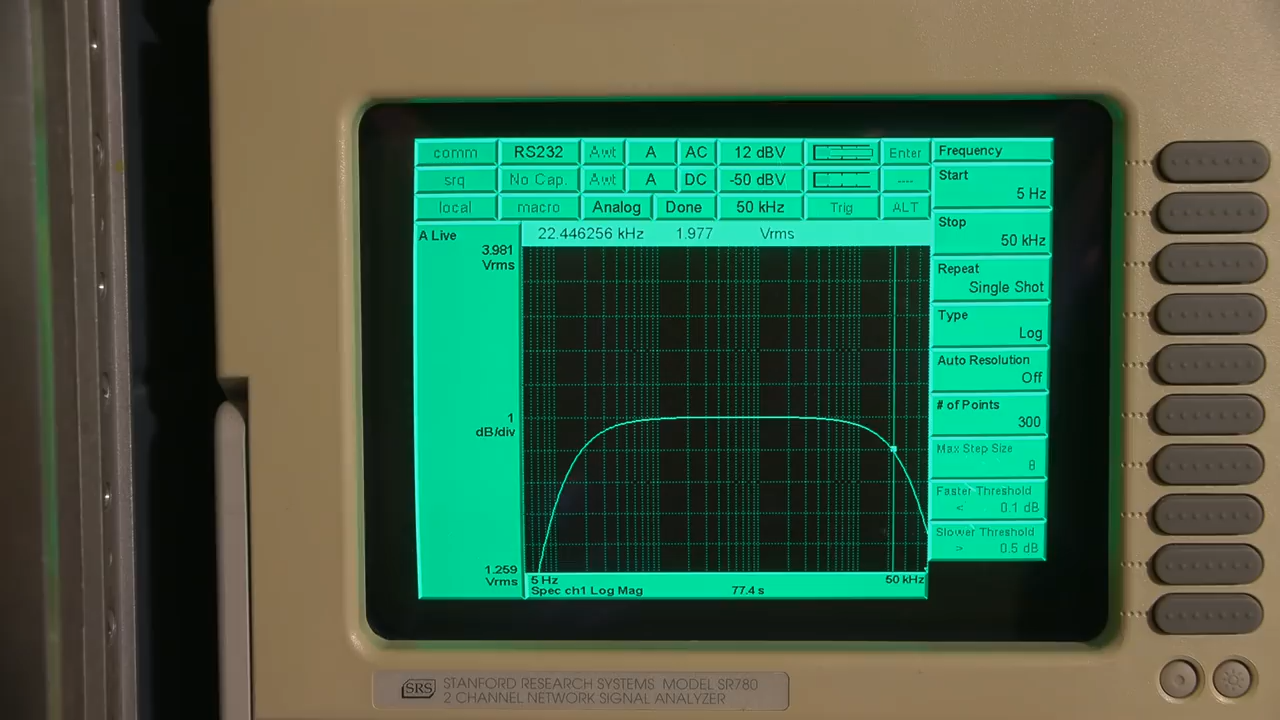 comm RS232 Awt A AC 12 dBV Enter
srq No Cap. Awt A DC -50 dBV ----
local macro Analog Done 50 kHz Trig ALT
Frequency
Start
5 Hz
Stop
50 kHz
Repeat
Single Shot
Type
Log
Auto Resolution
Off
# of Points
300
Max Step Size
8
Faster Threshold
< 0.1 dB
Slower Threshold
> 0.5 dB
A Live
22.446256 kHz 1.977 Vrms
3.981
Vrms
1
dB/div
1.259
Vrms
5 Hz 50 kHz
Spec ch1 Log Mag 77.4 s
SRS STANFORD RESEARCH SYSTEMS MODEL SR780
2 CHANNEL NETWORK SIGNAL ANALYZER